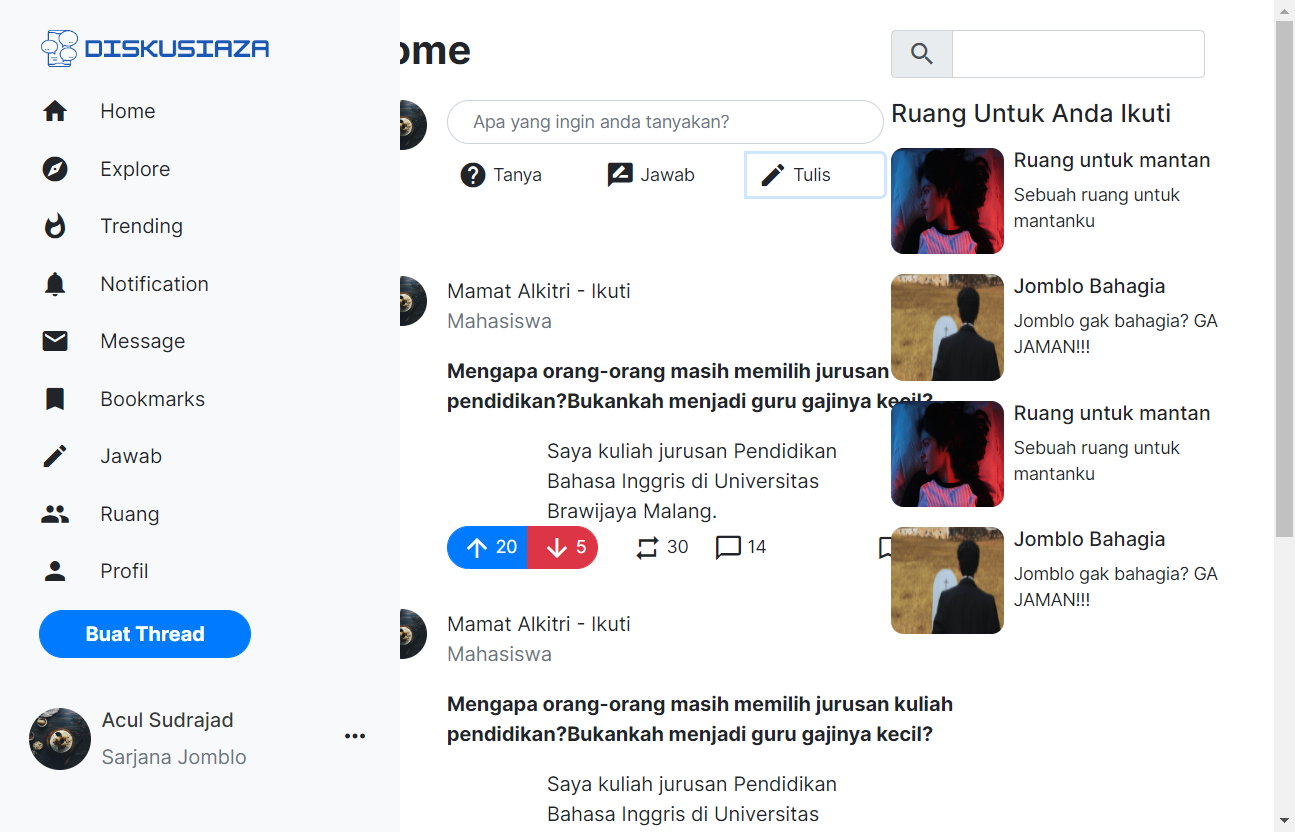 DISKUSIAZA
Home
Explore
Trending
Notification
Message
Bookmarks
Jawab
Ruang
Profil
Buat Thread
Acul Sudrajad
Sarjana Jomblo
ome
Apa yang ingin anda tanyakan?
Tanya
Jawab
Tulis
Mamat Alkitri - Ikuti
Mahasiswa
Mengapa orang-orang masih memilih jurusan
pendidikan?Bukankah menjadi guru gajinya kecil?
Saya kuliah jurusan Pendidikan
Bahasa Inggris di Universitas
Brawijaya Malang.
20
5
30
14
Mamat Alkitri - Ikuti
Mahasiswa
Mengapa orang-orang masih memilih jurusan kuliah
pendidikan?Bukankah menjadi guru gajinya kecil?
Saya kuliah jurusan Pendidikan
Bahasa Inggris di Universitas
Ruang Untuk Anda Ikuti
Ruang untuk mantan
Sebuah ruang untuk
mantanku
Jomblo Bahagia
Jomblo gak bahagia? GA
JAMAN!!!
Ruang untuk mantan
Sebuah ruang untuk
mantanku
Jomblo Bahagia
Jomblo gak bahagia? GA
JAMAN!!!